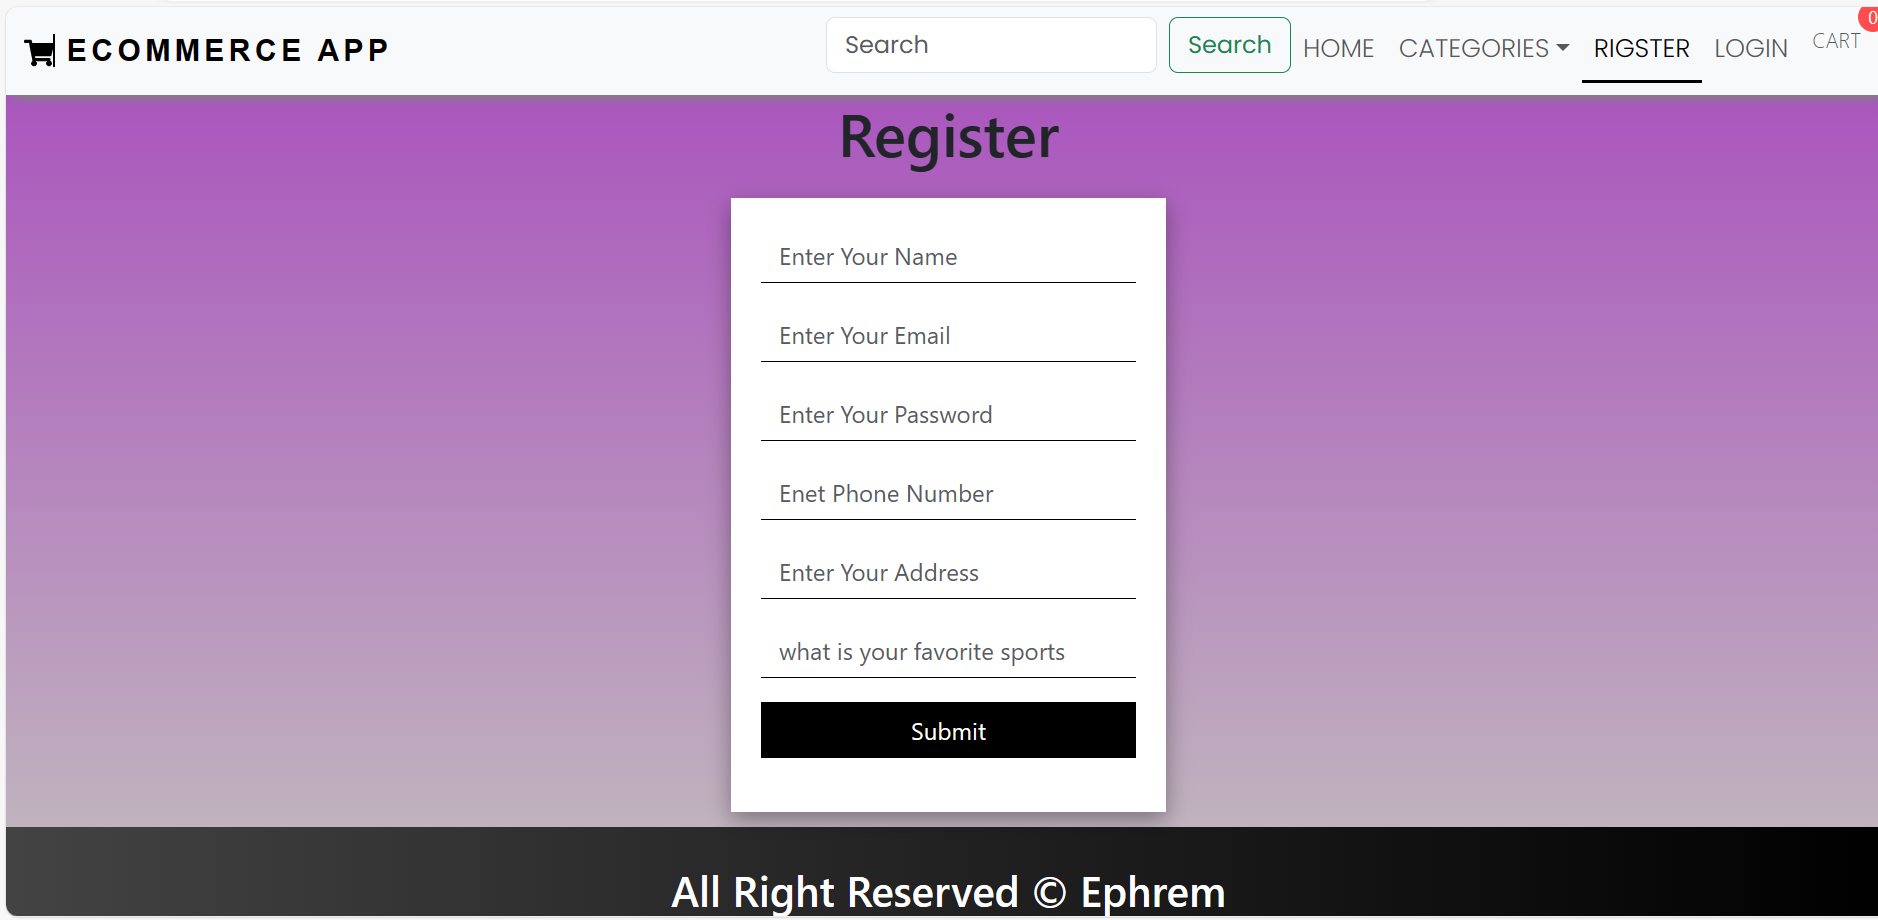 ECOMMERCE APP
Search
Search
HOME
CATEGORIES
RIGSTER
LOGIN
CART
0
Register
Enter Your Name
Enter Your Email
Enter Your Password
Enet Phone Number
Enter Your Address
what is your favorite sports
Submit
All Right Reserved © Ephrem